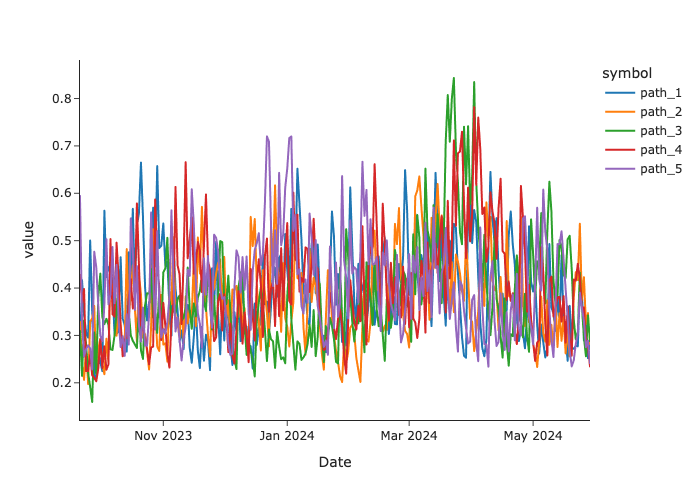 symbol
path_1
path_2
path_3
path_4
path_5
value
0.8
0.7
0.6
0.5
0.4
0.3
0.2
Nov 2023
Jan 2024
Mar 2024
May 2024
Date